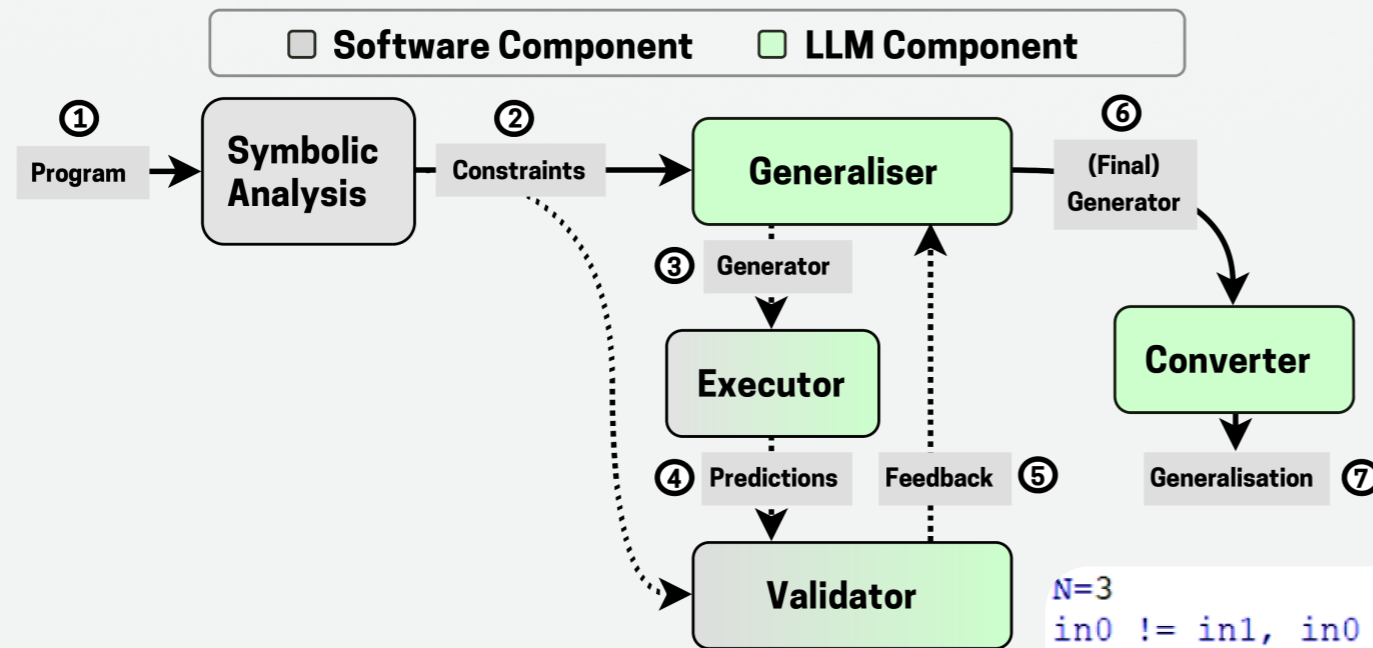 Software Component
LLM Component
①
Program
Symbolic
Analysis
②
Constraints
Generaliser
⑥
(Final)
Generator
③
Generator
Executor
Converter
④
Predictions
Feedback
⑤
Generalisation
⑦
Validator
N=3
in0 != in1, in0